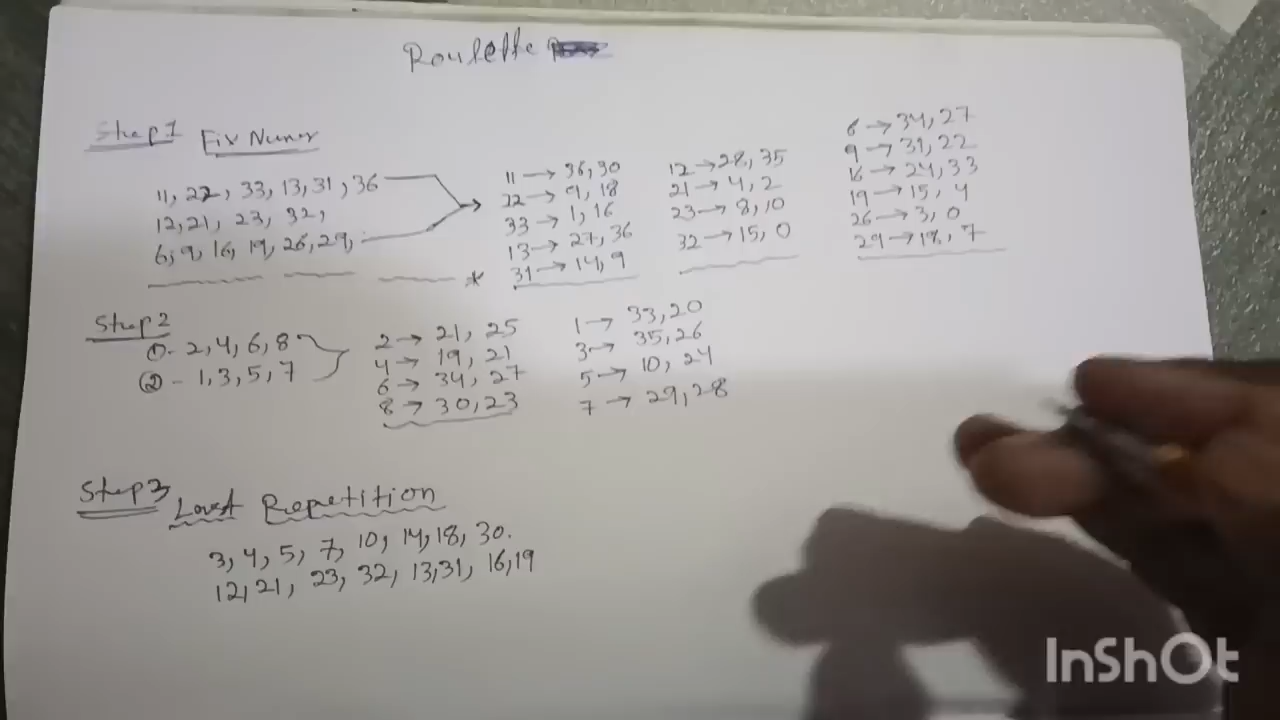 Roulette
Step 1 Fix Numer
11, 22, 33, 13, 31, 36
12, 21, 23, 32,
6, 9, 16, 19, 26, 29,
11 → 36, 30
22 → 9, 18
33 → 1, 16
13 → 27, 36
* 31 → 14, 9
12 → 28, 35
21 → 4, 2
23 → 8, 10
32 → 15, 0
6 → 34, 27
9 → 31, 22
16 → 24, 33
19 → 15, 4
26 → 3, 0
29 → 18, 7
Step 2
① - 2, 4, 6, 8
② - 1, 3, 5, 7
2 → 21, 25
4 → 19, 21
6 → 34, 27
8 → 30, 23
1 → 33, 20
3 → 35, 26
5 → 10, 24
7 → 29, 28
Step 3 Repetition
3, 4, 5, 7, 10, 14, 18, 30.
12, 21, 23, 32, 13, 31, 16, 19
InShOt